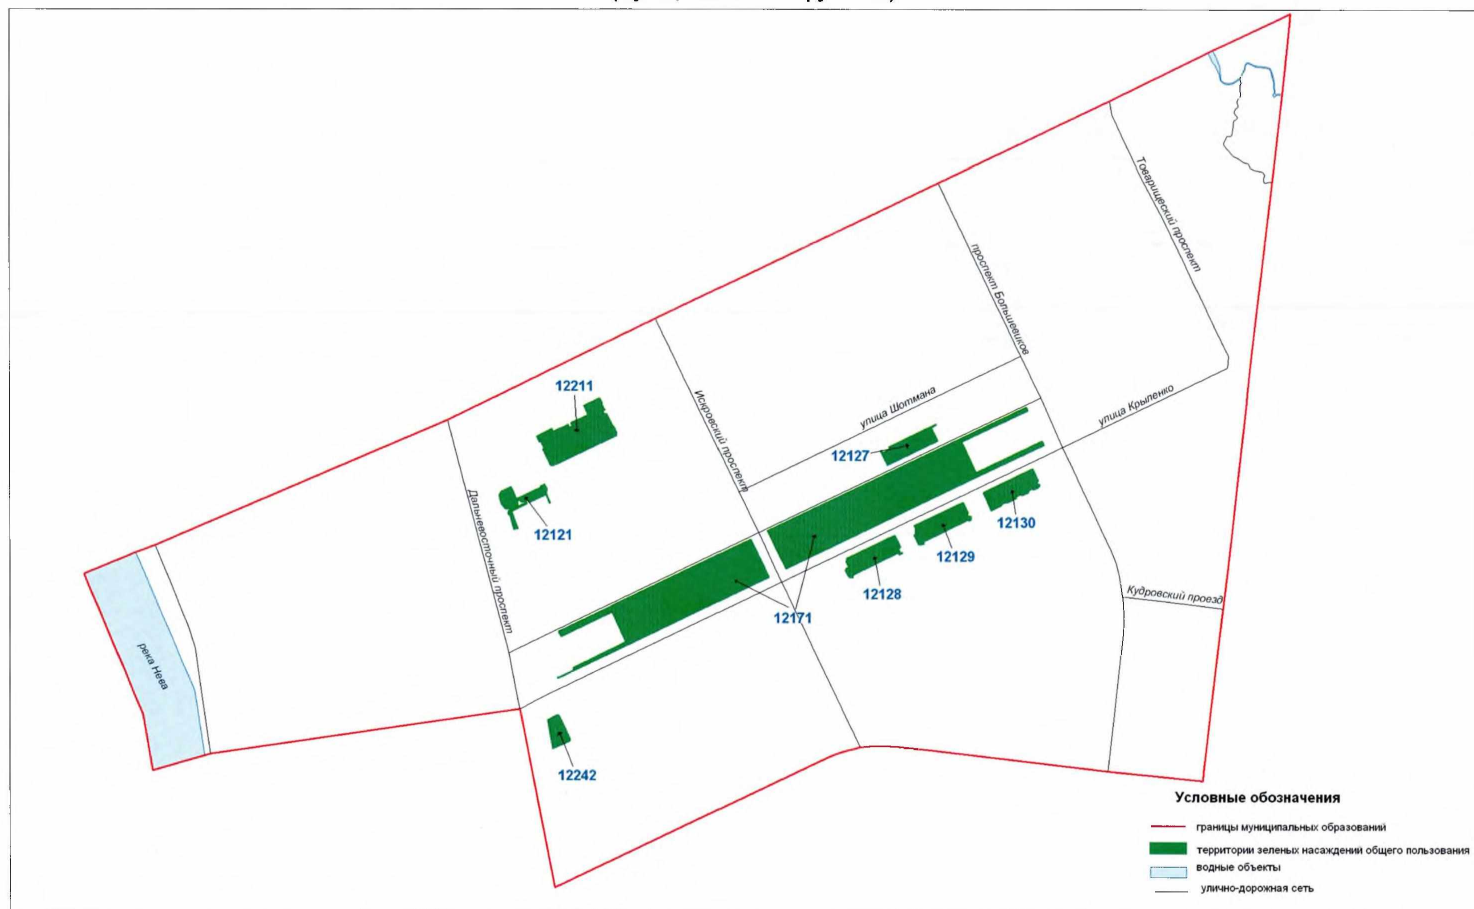 Товарищеский проспект
проспект Большевиков
12211
Искровский проспект
улица Шотмана
улица Крыленко
12127
Дальневосточный проспект
12121
12130
12129
12128
Кудровский проезд
12171
река Нева
12242
Условные обозначения
границы муниципальных образований
территории зеленых насаждений общего пользования
водные объекты
улично-дорожная сеть